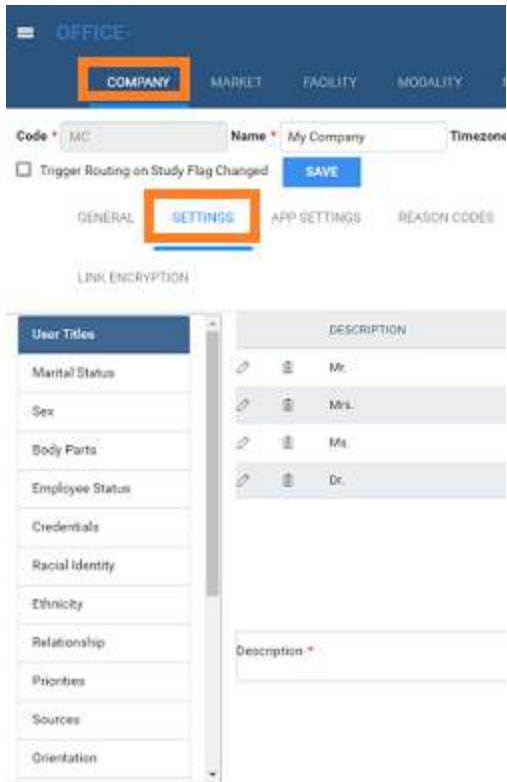 OFFICE-
COMPANY MARKET FACILITY MODALITY
Code * MC Name * My Company Timezone
Trigger Routing on Study Flag Changed SAVE
GENERAL SETTINGS APP SETTINGS REASON CODES
LINK ENCRYPTION
User Titles DESCRIPTION
Marital Status Mr.
Sex Mrs.
Body Parts Ms.
Employee Status Dr.
Credentials
Racial Identity
Ethnicity
Relationship Description *
Priorities
Sources
Orientation